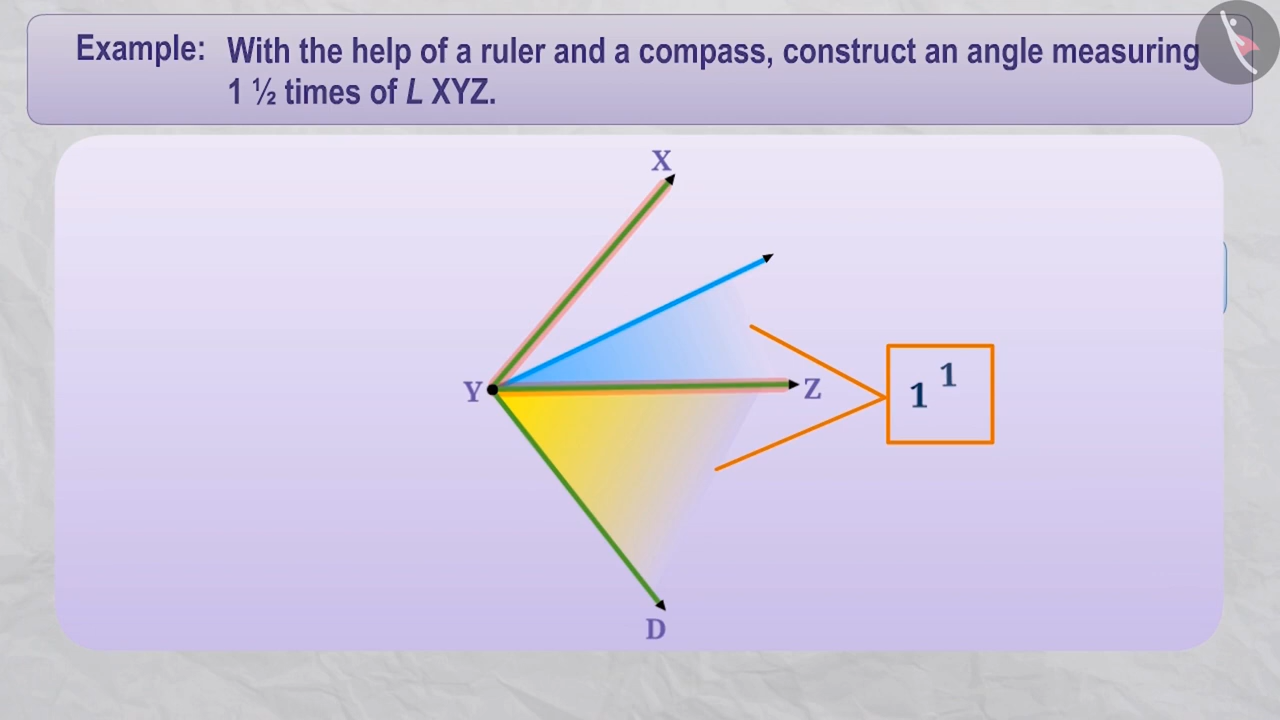 Example: With the help of a ruler and a compass, construct an angle measuring
1 ½ times of L XYZ.
X
Y
Z
1 1
D